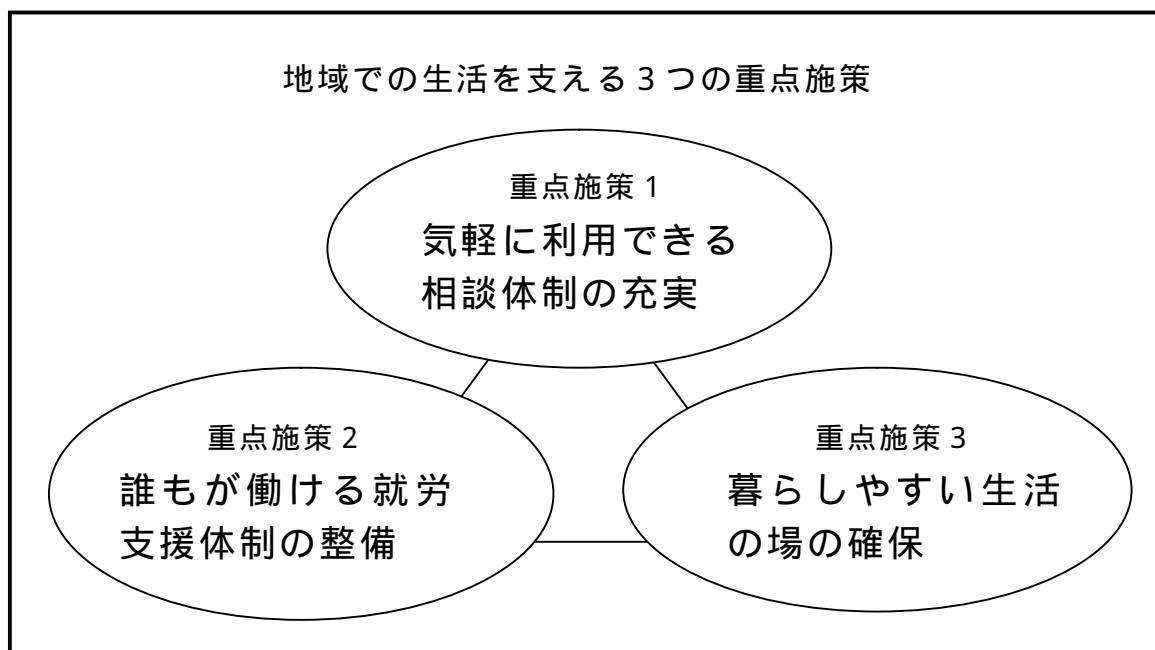 地域での生活を支える3つの重点施策
重点施策1
気軽に利用できる
相談体制の充実
重点施策2
誰もが働ける就労
支援体制の整備
重点施策3
暮らしやすい生活
の場の確保